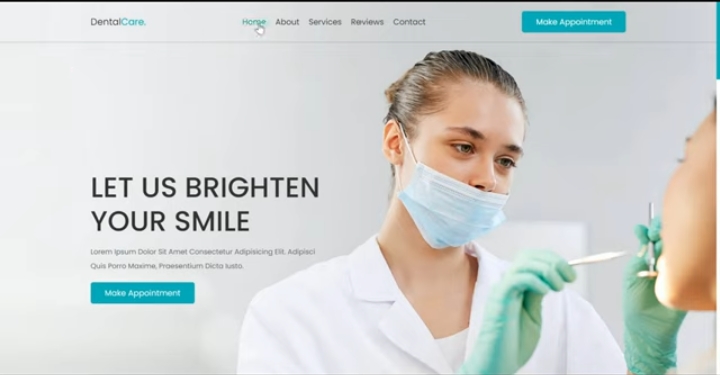 DentalCare.
Home About Services Reviews Contact
Make Appointment
LET US BRIGHTEN
YOUR SMILE
Lorem Ipsum Dolor Sit Amet Consectetur Adipisicing Elit. Adipisci
Quis Porro Maxime, Praesentium Dicta Iusto.
Make Appointment